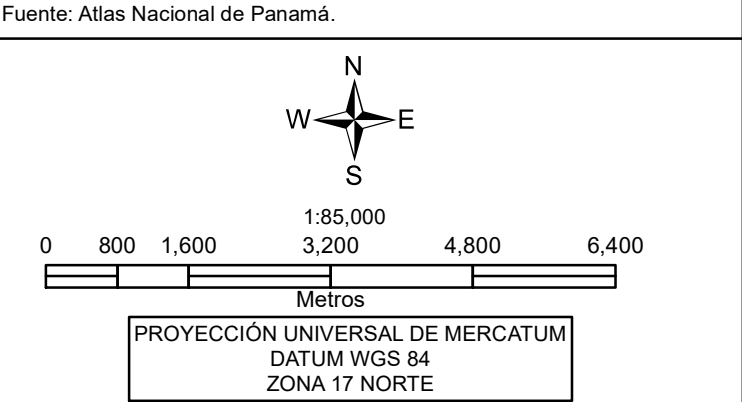 Fuente: Atlas Nacional de Panamá.
N
W E
S
1:85,000
0 800 1,600 3,200 4,800 6,400
Metros
PROYECCIÓN UNIVERSAL DE MERCATUM
DATUM WGS 84
ZONA 17 NORTE